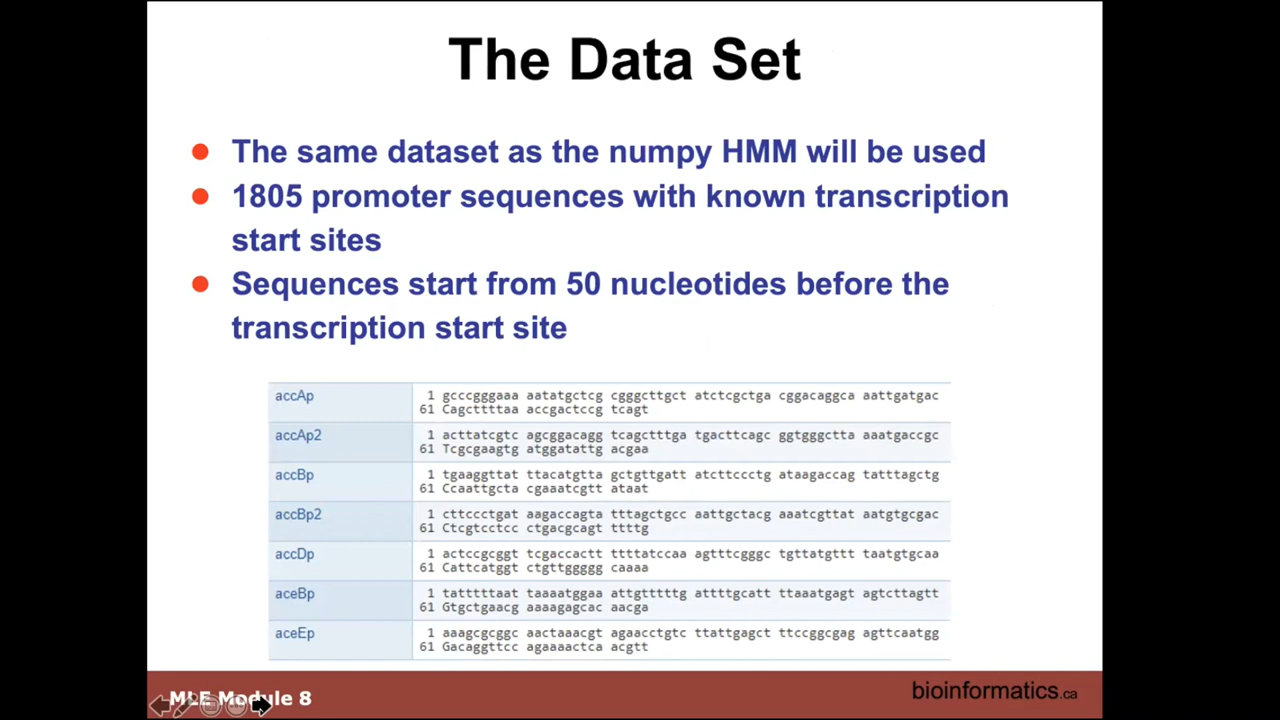 The Data Set
The same dataset as the numpy HMM will be used
1805 promoter sequences with known transcription
start sites
Sequences start from 50 nucleotides before the
transcription start site
accAp 1 gcccgggaaa aatatgctcg cgggcttgct atctcgctga cggacaggca aattgatgac
61 Cagcttttaa accgactccg tcagt
accAp2 1 acttatcgtc agcggacagg tcagctttga tgacttcagc ggtgggctta aaatgaccgc
61 Tcgcgaagtg atggatattg acgaa
accBp 1 tgaaggttat ttacatgtta gctgttgatt atcttccctg ataagaccag tatttagctg
61 Ccaattgcta cgaaatcgtt ataat
accBp2 1 cttccctgat aagaccagta tttagctgcc aattgctacg aaatcgttat aatgtgcgac
61 Ctcgtcctcc ctgacgcagt ttttg
accDp 1 actccgcggt tcgaccactt ttttatccaa agtttcgggc tgttatgttt taatgtgcaa
61 Cattcatggt ctgttggggg caaaa
aceBp 1 tatttttaat taaaatggaa attgtttttg attttgcatt ttaaatgagt agtcttagtt
61 Gtgctgaacg aaaagagcac aacga
aceEp 1 aaagcgcggc aactaaacgt agaacctgtc ttattgagct ttccggcgag agttcaatgg
61 Gacaggttcc agaaaactca acgtt
MLE Module 8
bioinformatics.ca